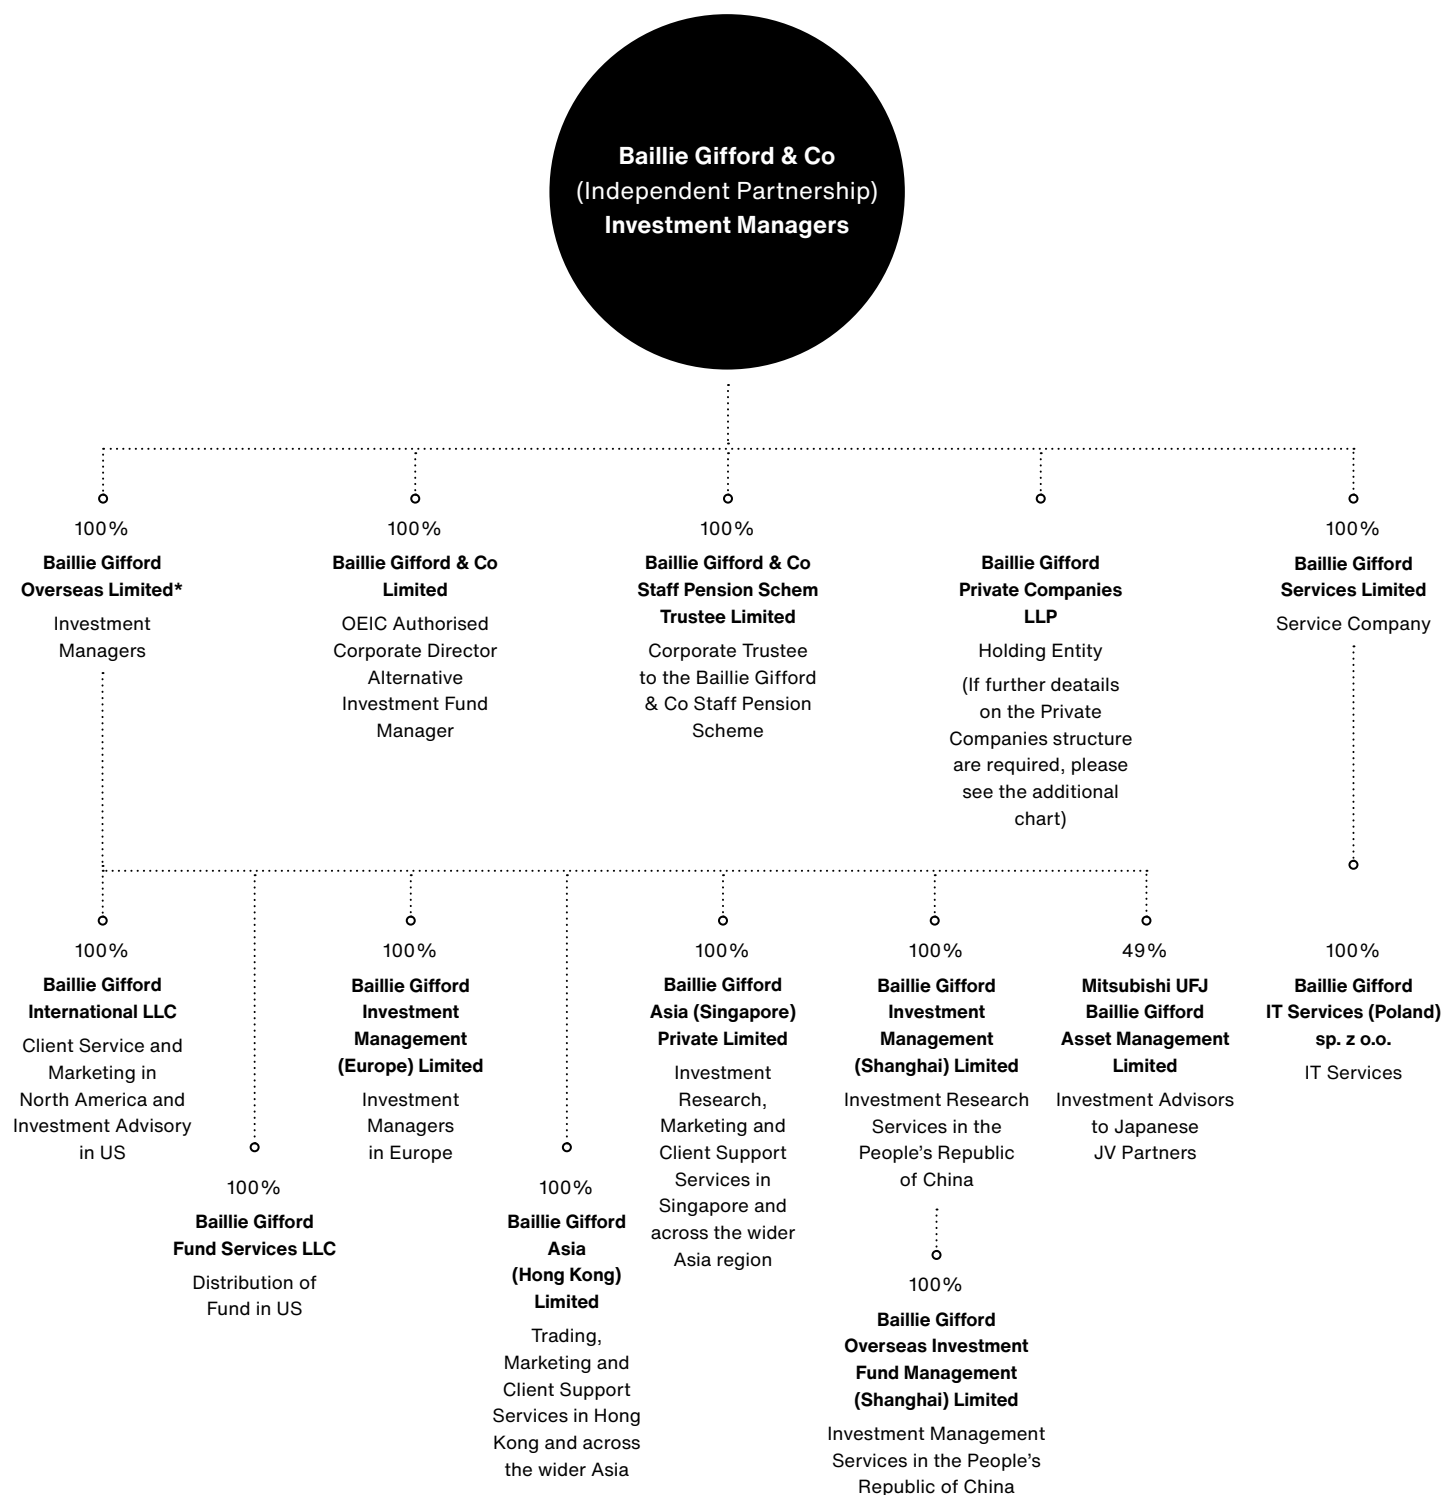 Baillie Gifford & Co
(Independent Partnership)
Investment Managers
100%
Baillie Gifford
Overseas Limited*
Investment
Managers
100%
Baillie Gifford & Co
Limited
OEIC Authorised
Corporate Director
Alternative
Investment Fund
Manager
100%
Baillie Gifford & Co
Staff Pension Schem
Trustee Limited
Corporate Trustee
to the Baillie Gifford
& Co Staff Pension
Scheme
Baillie Gifford
Private Companies
LLP
Holding Entity
(If further deatails
on the Private
Companies structure
are required, please
see the additional
chart)
100%
Baillie Gifford
Services Limited
Service Company
100%
Baillie Gifford
International LLC
Client Service and
Marketing in
North America and
Investment Advisory
in US
100%
Baillie Gifford
Fund Services LLC
Distribution of
Fund in US
100%
Baillie Gifford
Investment
Management
(Europe) Limited
Investment
Managers
in Europe
100%
Baillie Gifford
Asia
(Hong Kong)
Limited
Trading,
Marketing and
Client Support
Services in Hong
Kong and across
the wider Asia
100%
Baillie Gifford
Asia (Singapore)
Private Limited
Investment
Research,
Marketing and
Client Support
Services in
Singapore and
across the wider
Asia region
100%
Baillie Gifford
Investment
Management
(Shanghai) Limited
Investment Research
Services in the
People’s Republic
of China
100%
Baillie Gifford
Overseas Investment
Fund Management
(Shanghai) Limited
Investment Management
Services in the People’s
Republic of China
49%
Mitsubishi UFJ
Baillie Gifford
Asset Management
Limited
Investment Advisors
to Japanese
JV Partners
100%
Baillie Gifford
IT Services (Poland)
sp. z o.o.
IT Services